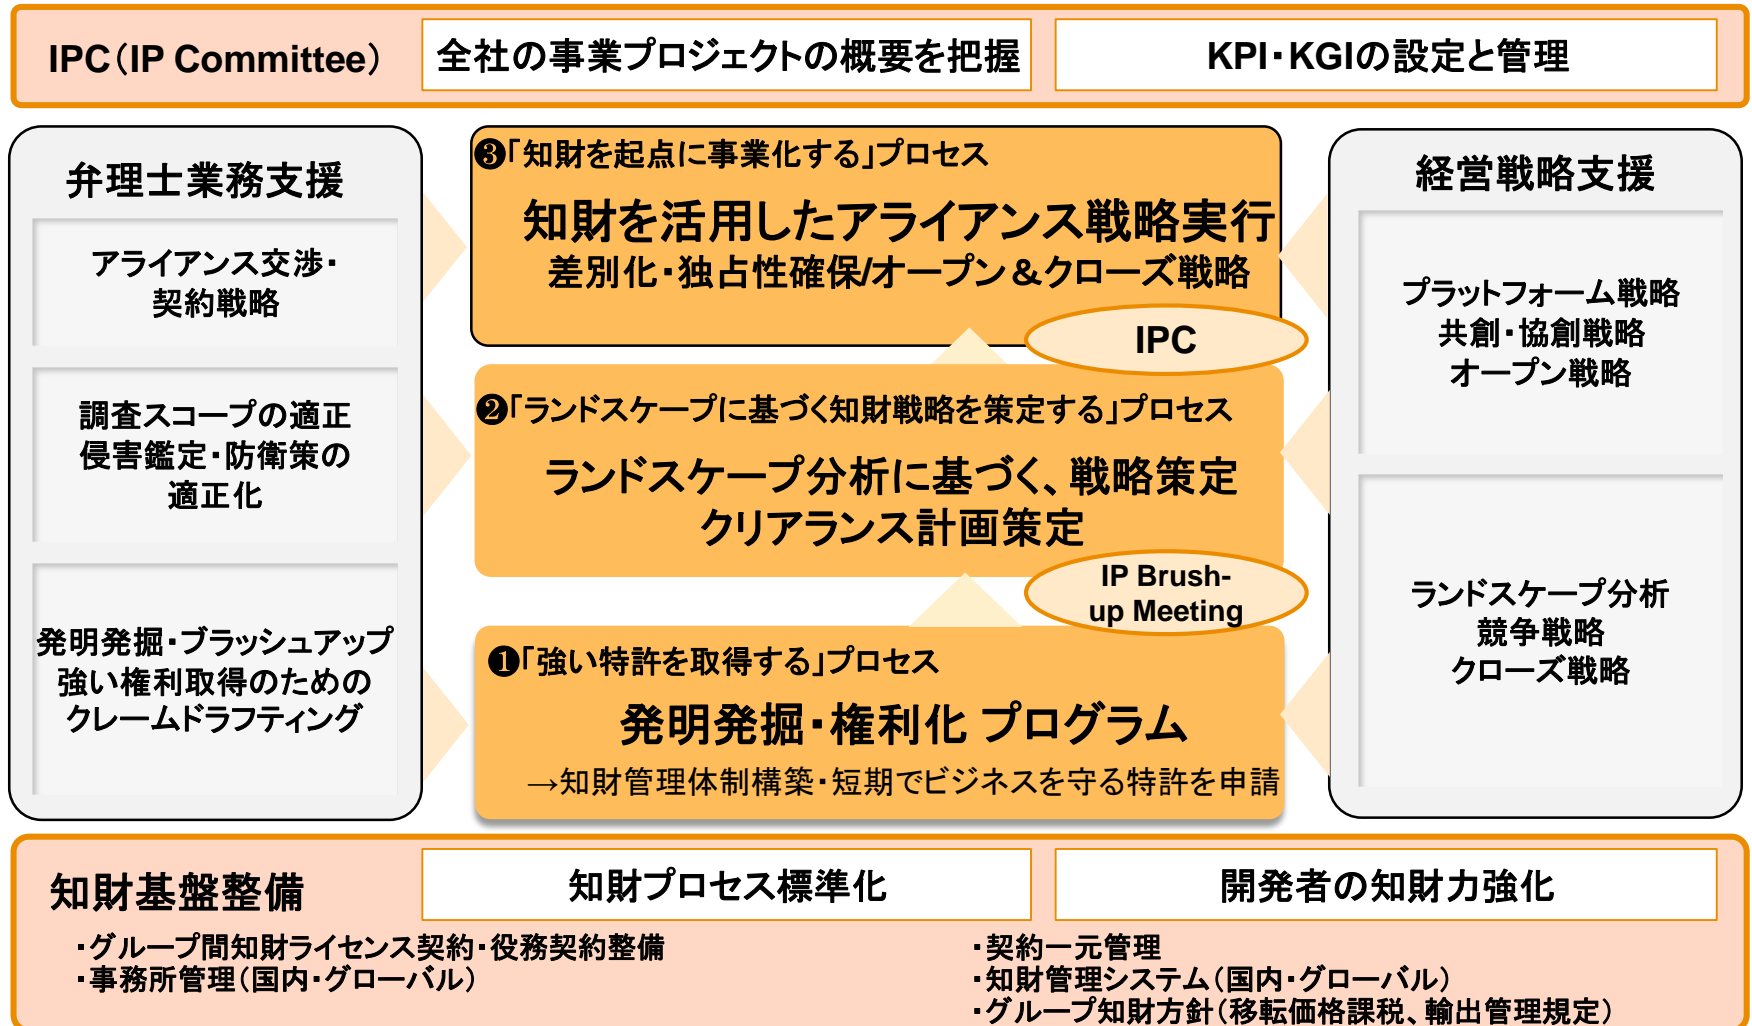 IPC(IP Committee)
全社の事業プロジェクトの概要を把握
KPI・KGIの設定と管理
弁理士業務支援
アライアンス交渉・
契約戦略
調査スコープの適正
侵害鑑定・防衛策の
適正化
発明発掘・ブラッシュアップ
強い権利取得のための
クレームドラフティング
❸「知財を起点に事業化する」プロセス
知財を活用したアライアンス戦略実行
差別化・独占性確保/オープン&クローズ戦略
IPC
❷「ランドスケープに基づく知財戦略を策定する」プロセス
ランドスケープ分析に基づく、戦略策定
クリアランス計画策定
IP Brush-
up Meeting
❶「強い特許を取得する」プロセス
発明発掘・権利化 プログラム
→知財管理体制構築・短期でビジネスを守る特許を申請
経営戦略支援
プラットフォーム戦略
共創・協創戦略
オープン戦略
ランドスケープ分析
競争戦略
クローズ戦略
知財基盤整備
知財プロセス標準化
開発者の知財力強化
・グループ間知財ライセンス契約・役務契約整備
・事務所管理(国内・グローバル)
・契約一元管理
・知財管理システム(国内・グローバル)
・グループ知財方針(移転価格課税、輸出管理規定)